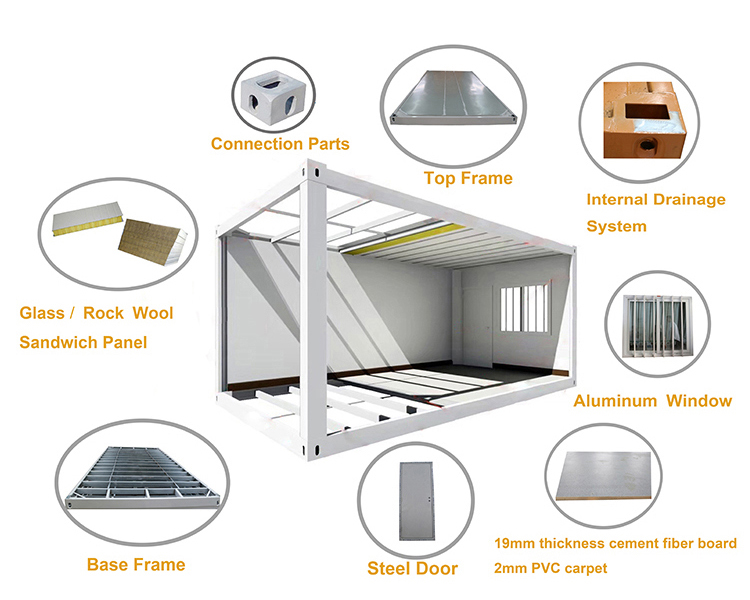 Connection Parts
Top Frame
Internal Drainage
System
Glass / Rock Wool
Sandwich Panel
Aluminum Window
Base Frame
Steel Door
19mm thickness cement fiber board
2mm PVC carpet